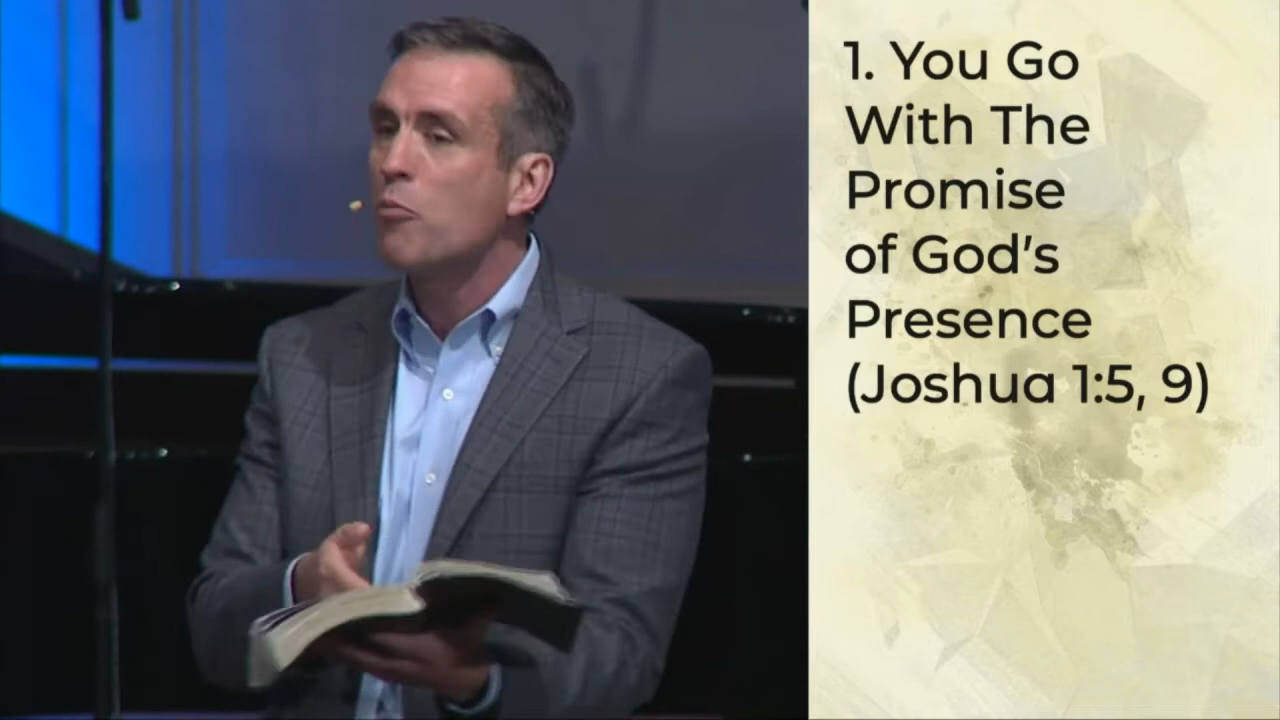 1. You Go
With The
Promise
of God's
Presence
(Joshua 1:5, 9)